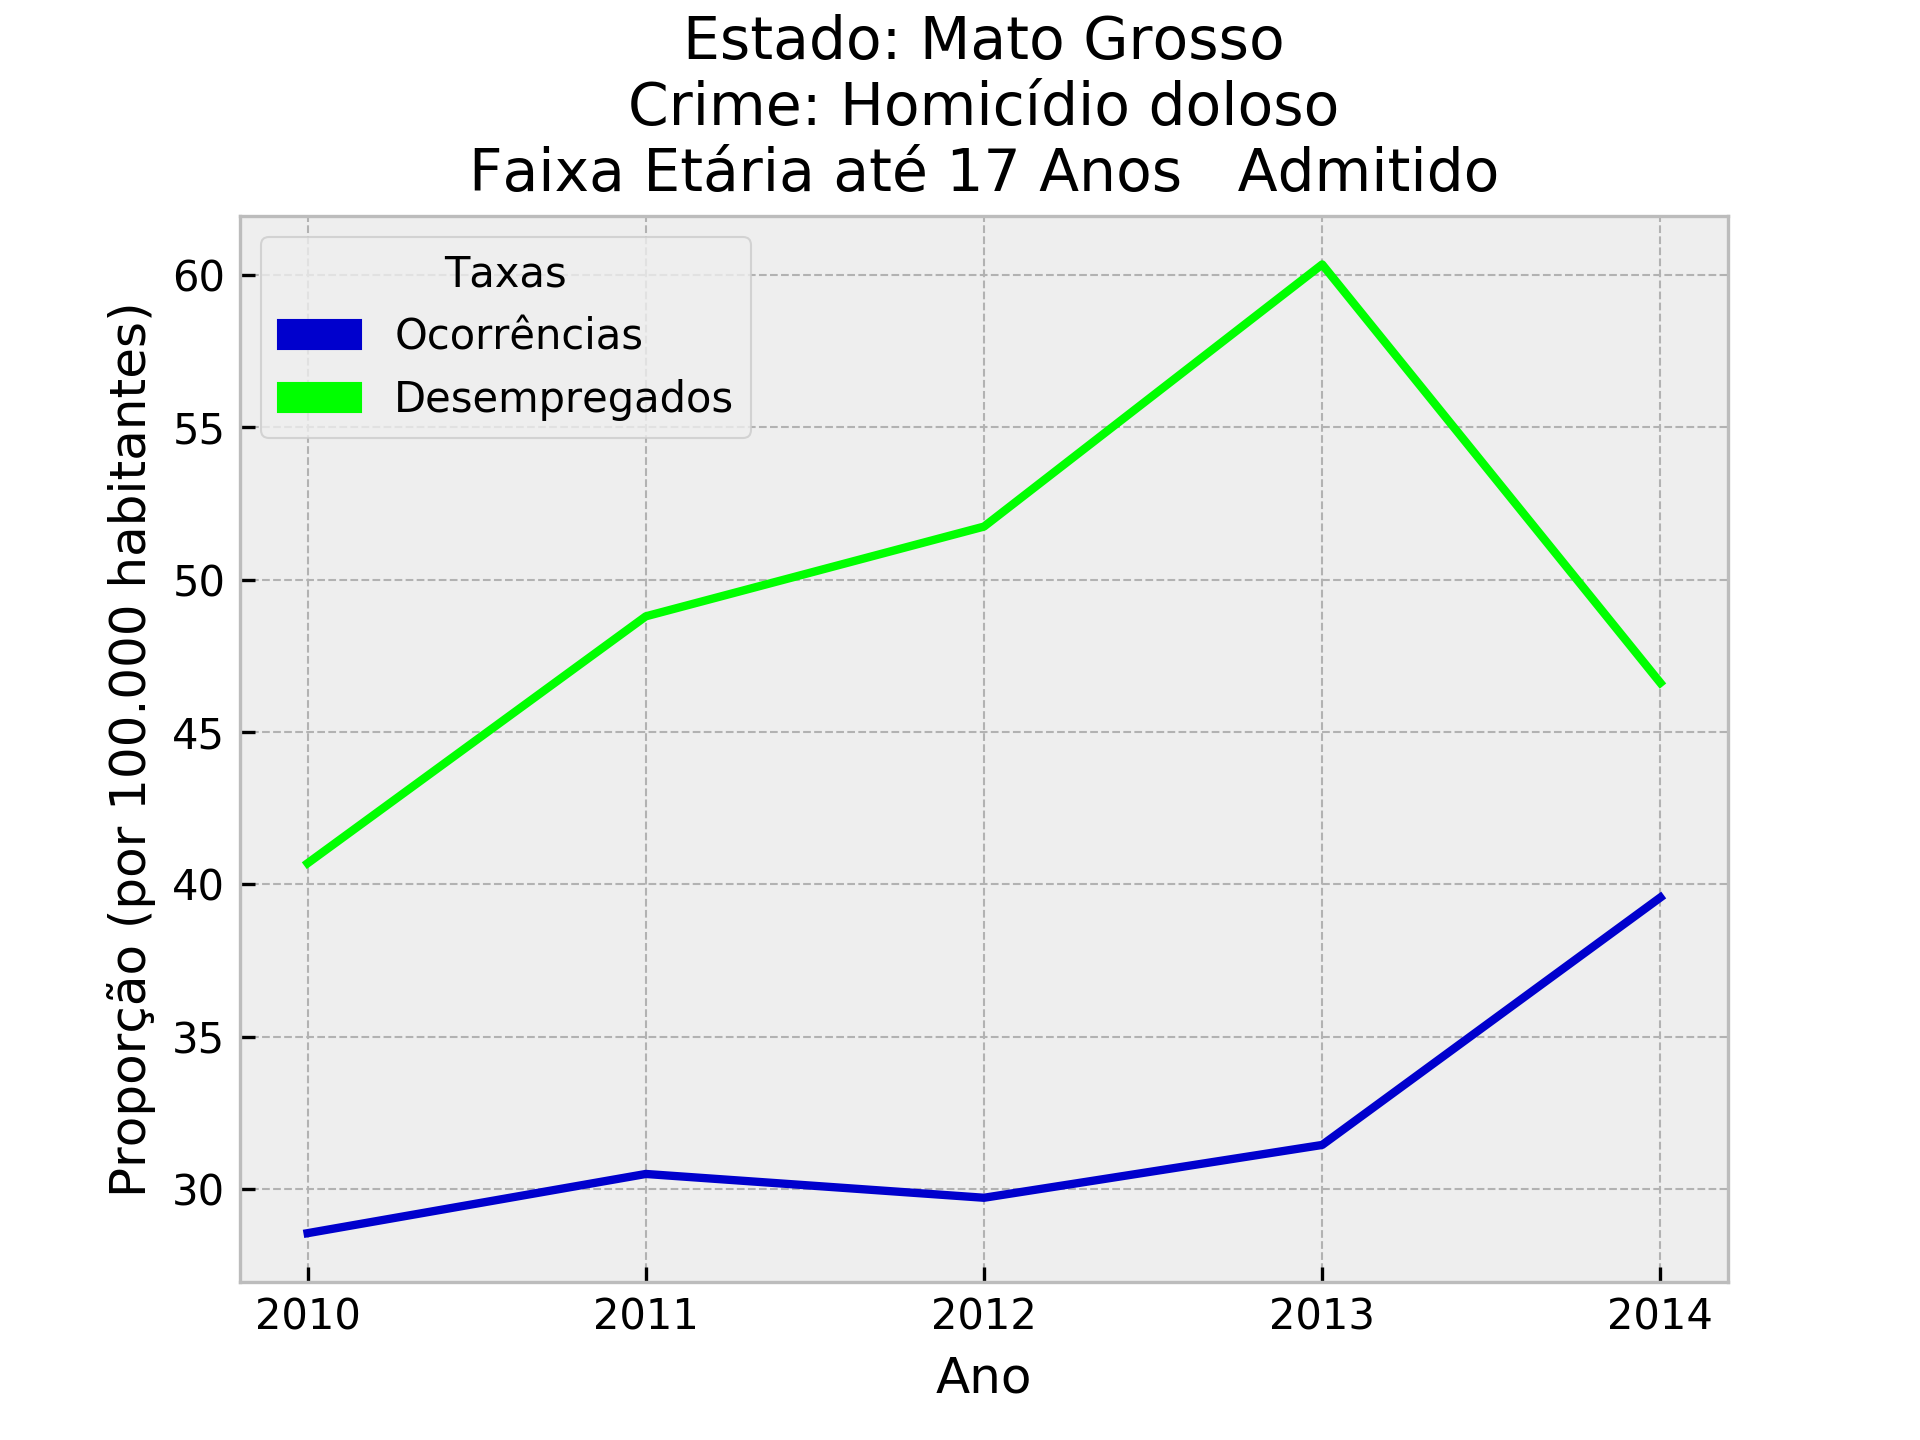 Estado: Mato Grosso
Crime: Homicídio doloso
Faixa Etária até 17 Anos   Admitido
Taxas
Ocorrências
Desempregados
Proporção (por 100.000 habitantes)
60
55
50
45
40
35
30
2010 2011 2012 2013 2014
Ano